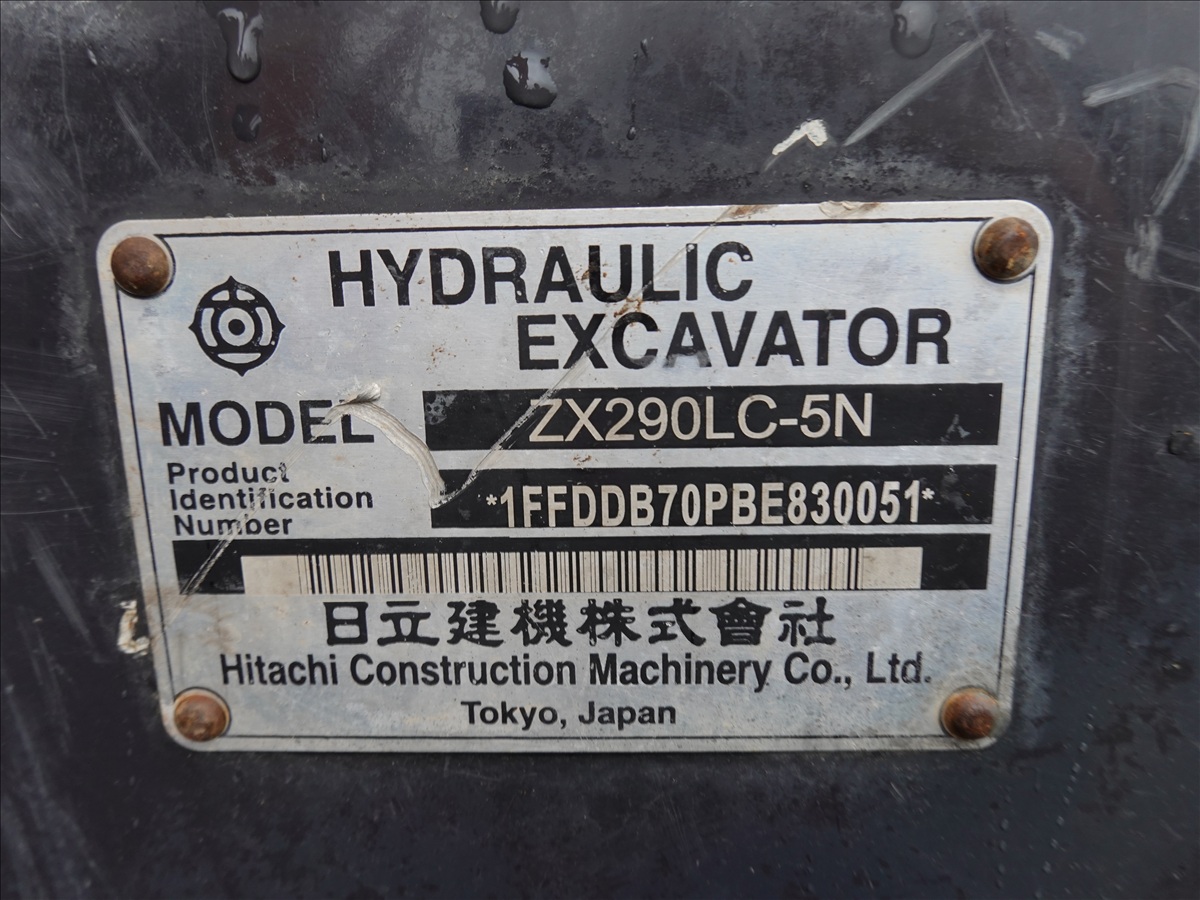 HYDRAULIC
EXCAVATOR
MODEL ZX290LC-5N
Product
Identification
Number
*1FFDDB70PBE830051*
日立建機株式會社
Hitachi Construction Machinery Co., Ltd.
Tokyo, Japan